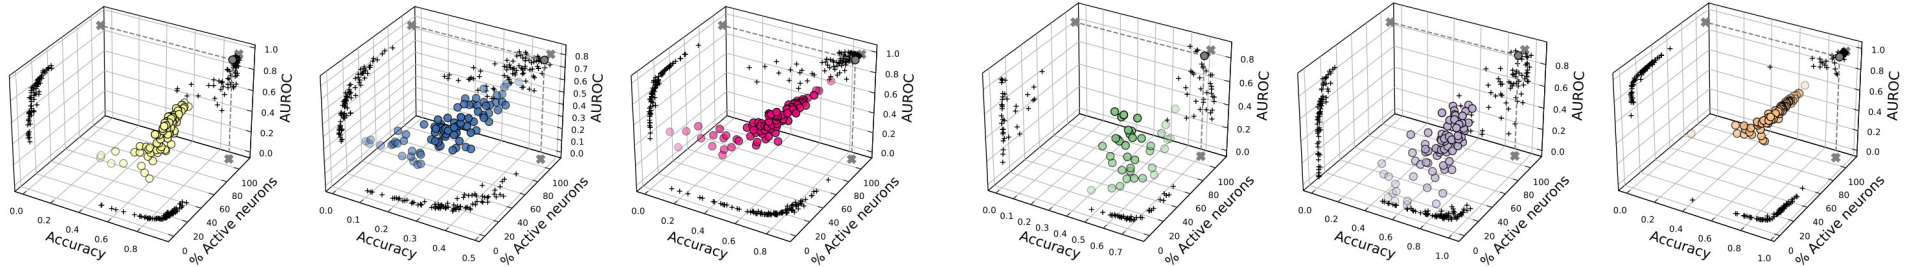 0.0 0.2 0.4 0.6 0.8
Accuracy
0 20 40 60 80 100
% Active neurons
0.0 0.2 0.4 0.6 0.8 1.0
AUROC
0.0 0.1 0.2 0.3 0.4 0.5
Accuracy
0 20 40 60 80 100
% Active neurons
0.0 0.1 0.2 0.3 0.4 0.5 0.6 0.7 0.8
AUROC
0.0 0.2 0.4 0.6 0.8
Accuracy
0 20 40 60 80 100
% Active neurons
0.0 0.2 0.4 0.6 0.8 1.0
AUROC
0.0 0.1 0.2 0.3 0.4 0.5 0.6 0.7
Accuracy
0 20 40 60 80 100
% Active neurons
0.0 0.2 0.4 0.6 0.8
AUROC
0.0 0.2 0.4 0.6 0.8 1.0
Accuracy
0 20 40 60 80 100
% Active neurons
0.0 0.2 0.4 0.6 0.8
AUROC
0.0 0.2 0.4 0.6 0.8 1.0
Accuracy
0 20 40 60 80 100
% Active neurons
0.0 0.2 0.4 0.6 0.8 1.0
AUROC